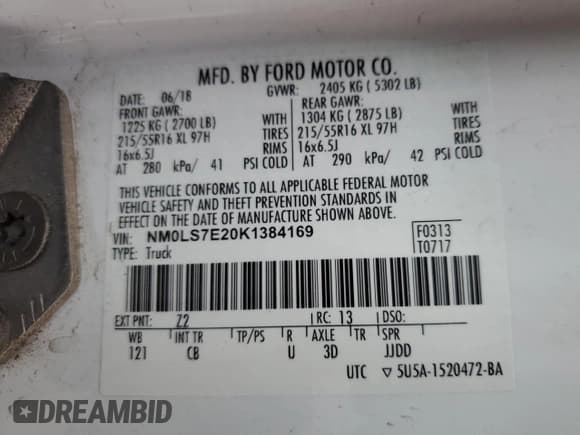 MFD. BY FORD MOTOR CO.
DATE: 06/18 GVWR: 2405 KG ( 5302 LB)
FRONT GAWR: REAR GAWR:
1225 KG ( 2700 LB) WITH 1304 KG ( 2875 LB) WITH
215/55R16 XL 97H TIRES 215/55R16 XL 97H TIRES
16x6.5J RIMS 16x6.5J RIMS
AT 280 kPa/ 41 PSI COLD AT 290 kPa/ 42 PSI COLD
THIS VEHICLE CONFORMS TO ALL APPLICABLE FEDERAL MOTOR
VEHICLE SAFETY AND THEFT PREVENTION STANDARDS IN
EFFECT ON THE DATE OF MANUFACTURE SHOWN ABOVE.
VIN: NM0LS7E20K1384169 F0313
TYPE: Truck T0717
EXT PNT: Z2 RC: 13 DSO:
WB INT TR TP/PS R AXLE TR SPR
121 CB U 3D JJDD
UTC ▽ 5U5A-1520472-BA
DREAMBID